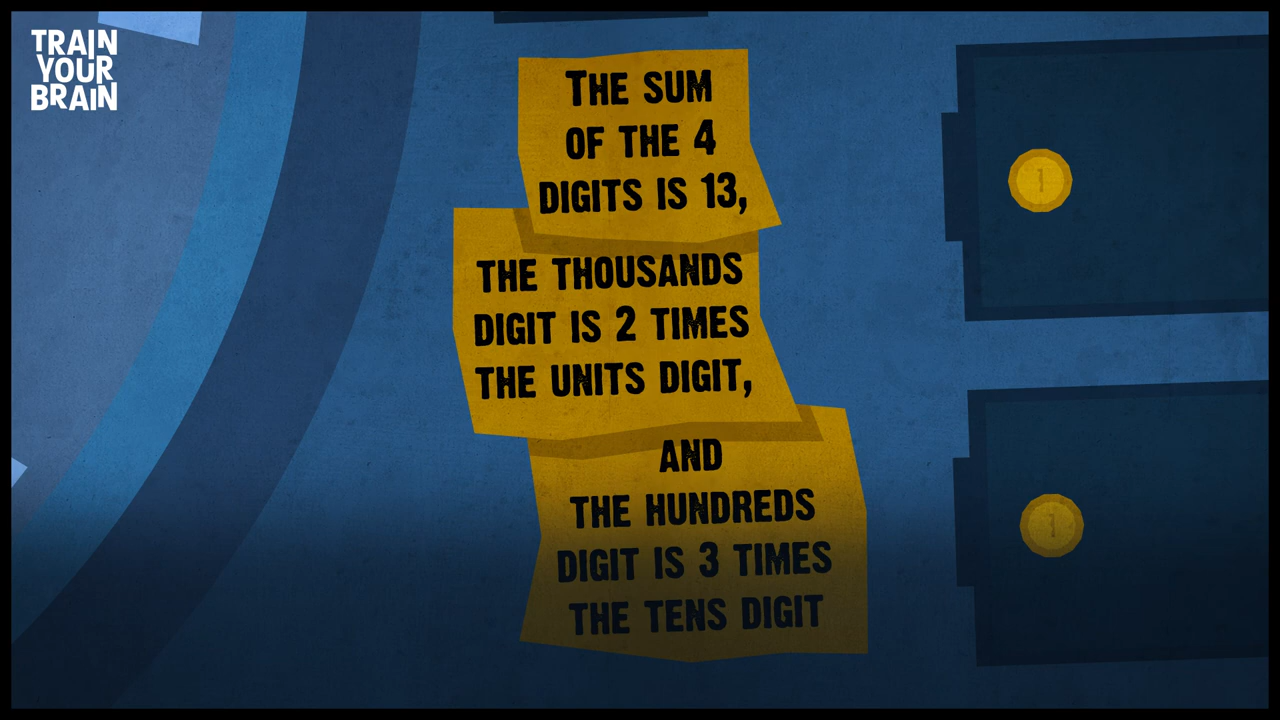 TRAIN
YOUR
BRAIN
THE SUM
OF THE 4
DIGITS IS 13,
THE THOUSANDS
DIGIT IS 2 TIMES
THE UNITS DIGIT,
AND
THE HUNDREDS
DIGIT IS 3 TIMES
THE TENS DIGIT
1
1